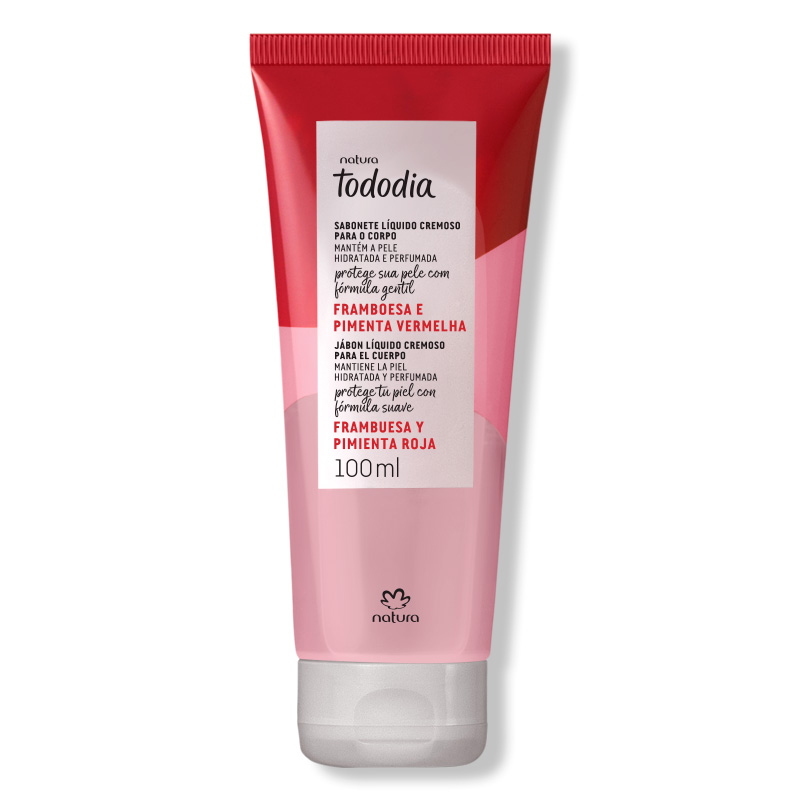 natura
Tododia
SABONETE LÍQUIDO CREMOSO
PARA O CORPO
MANTÉM A PELE
HIDRATADA E PERFUMADA
protege sua pele com
fórmula gentil
FRAMBOESA E
PIMENTA VERMELHA
JÁBON LÍQUIDO CREMOSO
PARA EL CUERPO
MANTIENE LA PIEL
HIDRATADA Y PERFUMADA
protege tu piel con
fórmula suave
FRAMBUESA Y
PIMIENTA ROJA
100ml
natura